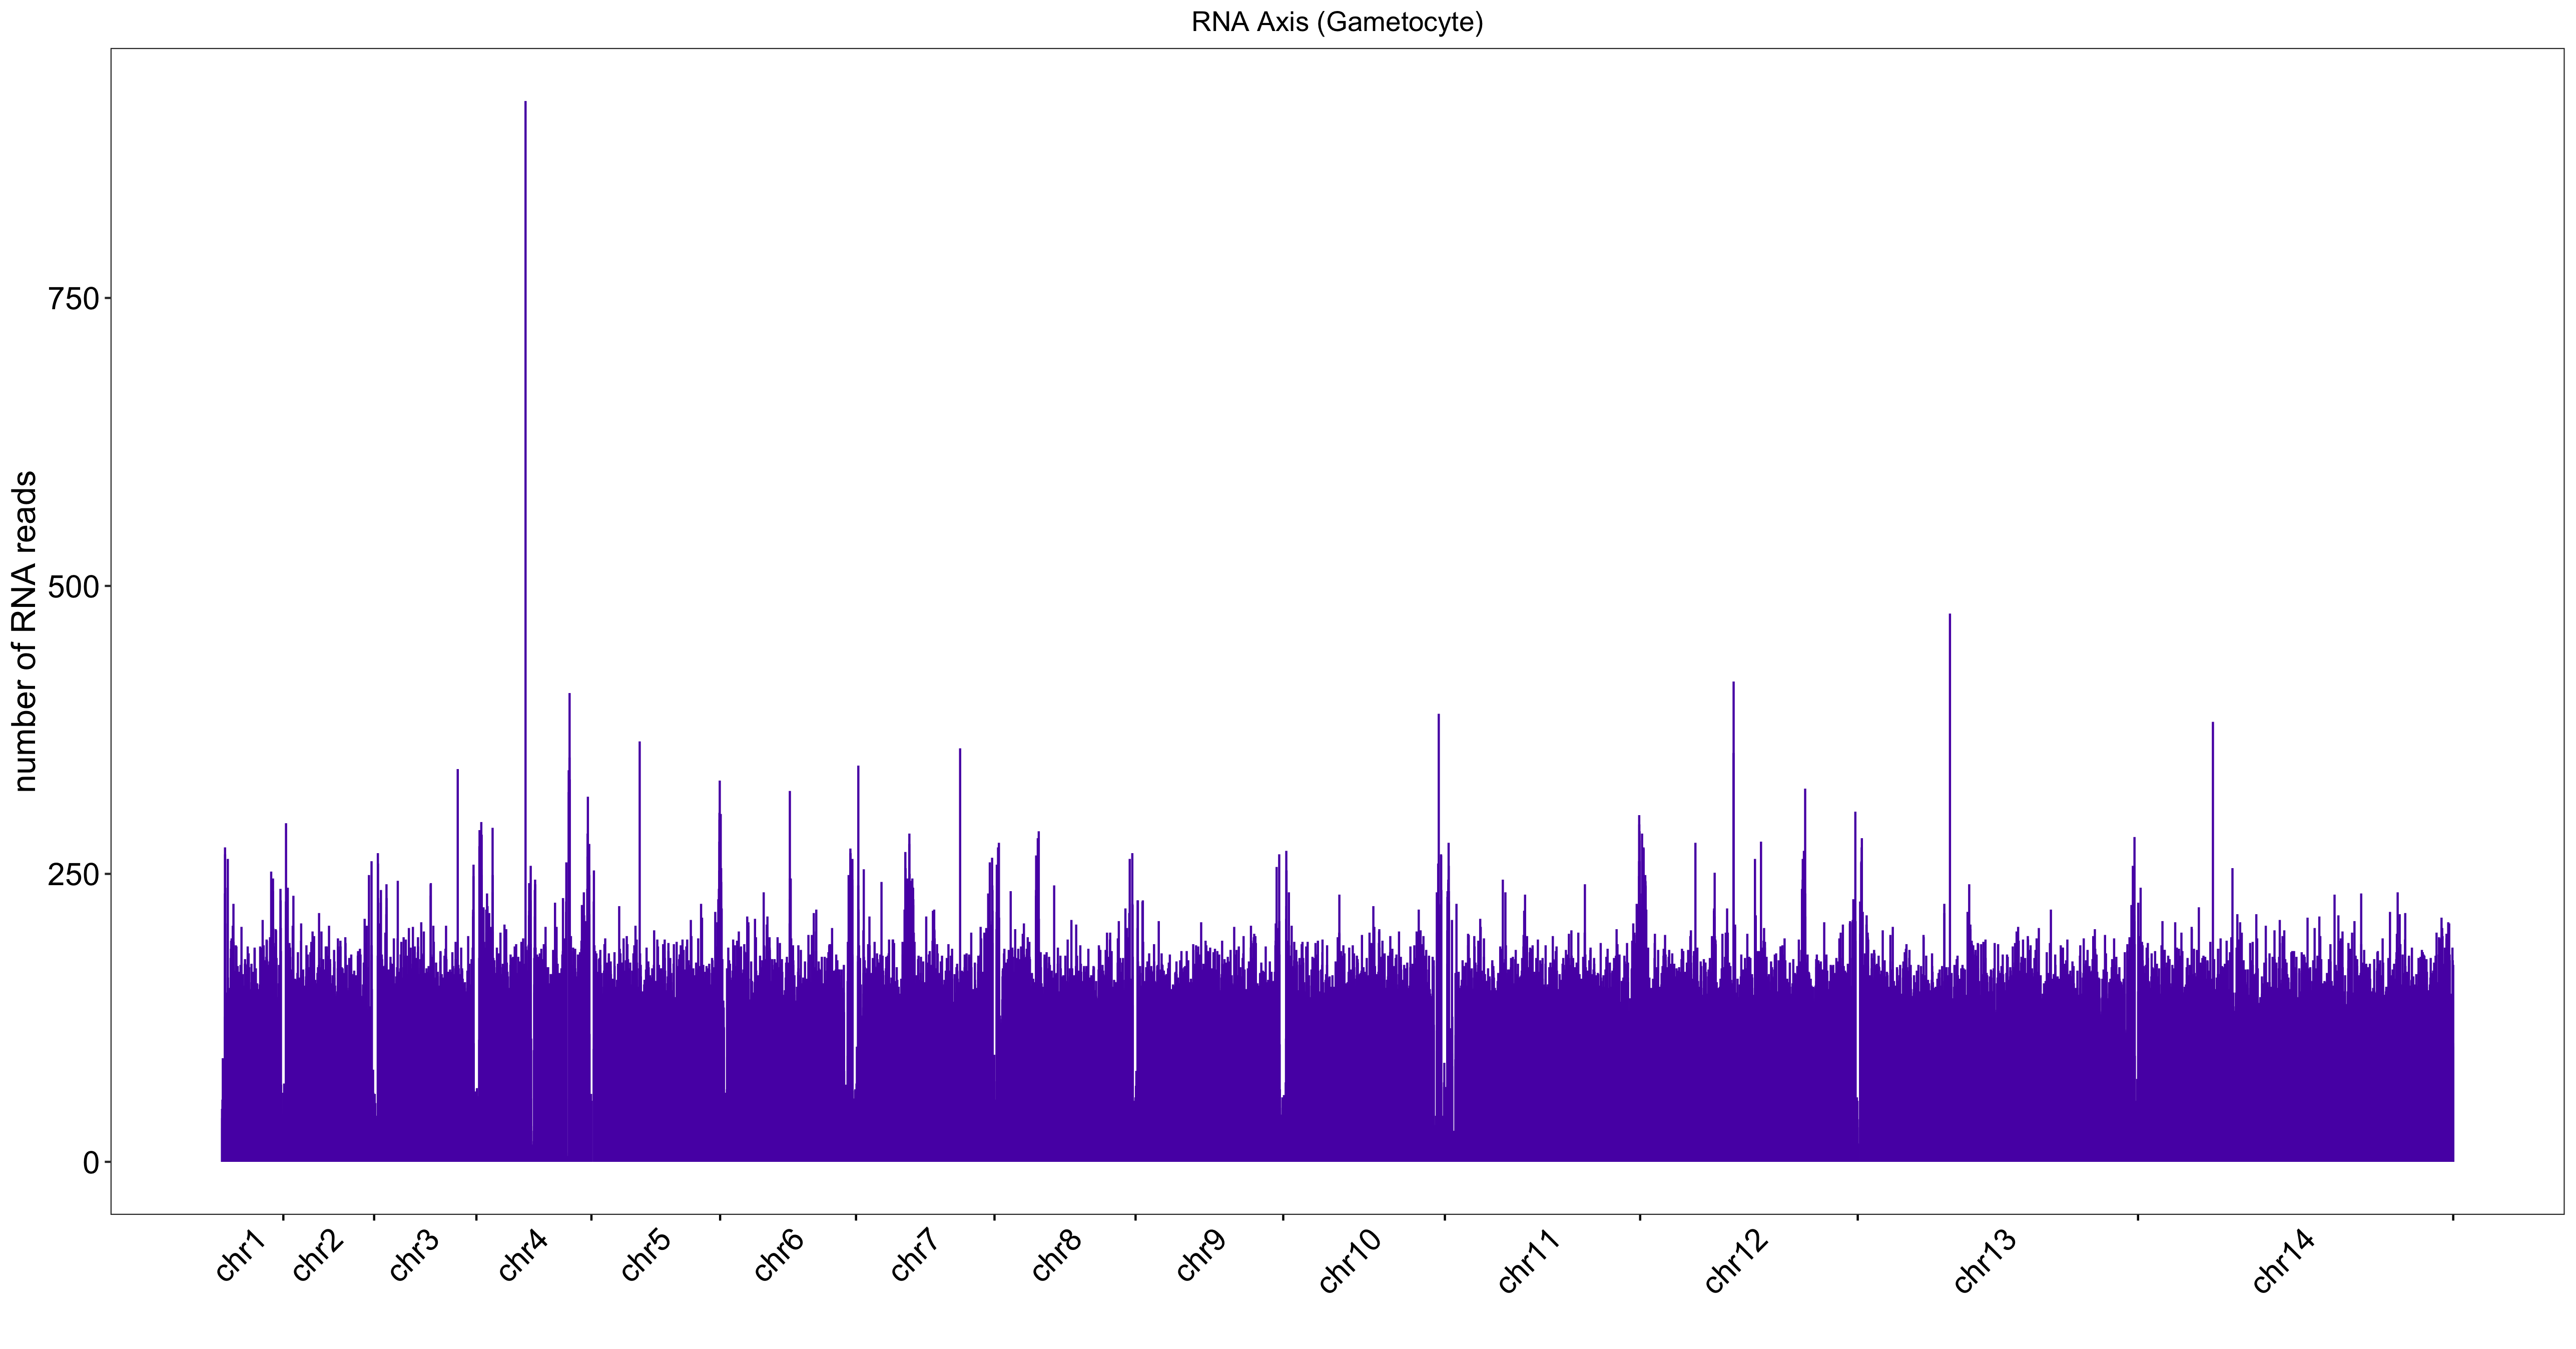 RNA Axis (Gametocyte)
number of RNA reads
750
500
250
0
chr1
chr2
chr3
chr4
chr5
chr6
chr7
chr8
chr9
chr10
chr11
chr12
chr13
chr14